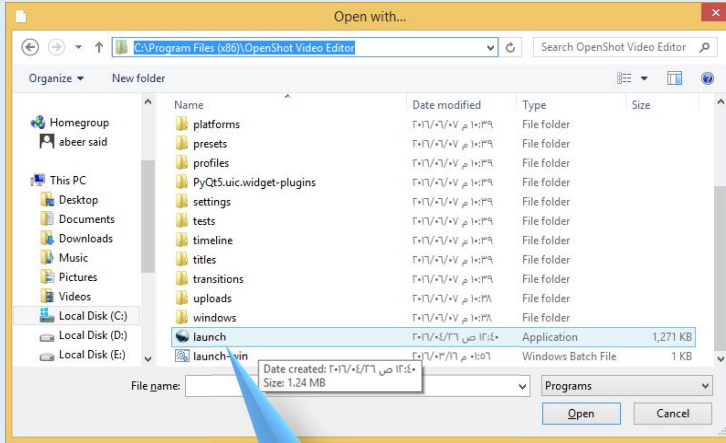 Open with...
C:\Program Files (x86)\OpenShot Video Editor
Search OpenShot Video Editor
Organize
New folder
Name Date modified Type Size
Homegroup
abeer said
This PC
Desktop
Documents
Downloads
Music
Pictures
Videos
Local Disk (C:)
Local Disk (D:)
Local Disk (E:)
platforms ٢٠١٦/٠٦/٠٧ م ١٠:٣٩ File folder
presets ٢٠١٦/٠٦/٠٧ م ١٠:٣٩ File folder
profiles ٢٠١٦/٠٦/٠٧ م ١٠:٣٩ File folder
PyQt5.uic.widget-plugins ٢٠١٦/٠٦/٠٧ م ١٠:٣٩ File folder
settings ٢٠١٦/٠٦/٠٧ م ١٠:٣٩ File folder
tests ٢٠١٦/٠٦/٠٧ م ١٠:٣٩ File folder
timeline ٢٠١٦/٠٦/٠٧ م ١٠:٣٩ File folder
titles ٢٠١٦/٠٦/٠٧ م ١٠:٣٩ File folder
transitions ٢٠١٦/٠٦/٠٧ م ١٠:٣٩ File folder
uploads ٢٠١٦/٠٦/٠٧ م ١٠:٣٨ File folder
windows ٢٠١٦/٠٦/٠٧ م ١٠:٣٨ File folder
launch ٢٠١٦/٠٤/٢٦ ص ١٢:٤٠ Application 1,271 KB
launch-win ٢٠١٦/٠٣/١٦ م ٠١:٥٦ Windows Batch File 1 KB
Date created: ٢٠١٦/٠٤/٢٦ ص ١٢:٤٠
Size: 1.24 MB
File name:
Programs
Open
Cancel